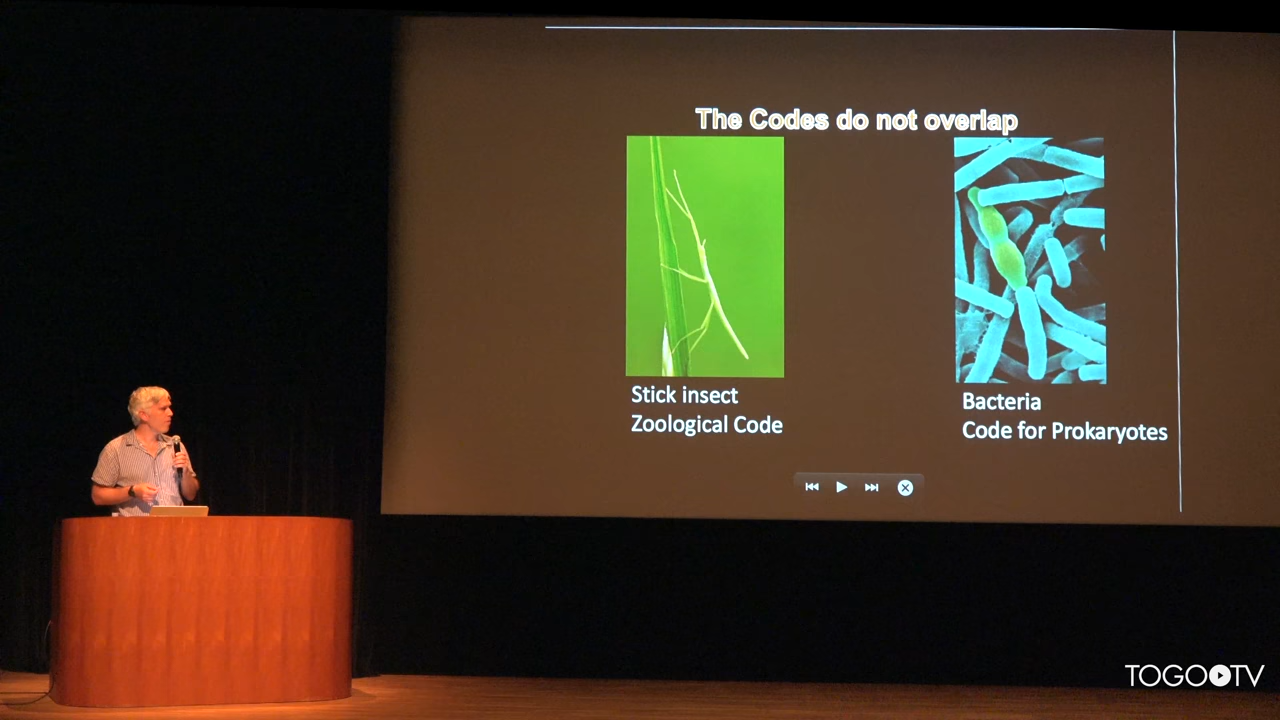 The Codes do not overlap
Stick insect
Zoological Code
Bacteria
Code for Prokaryotes
TOGOTV